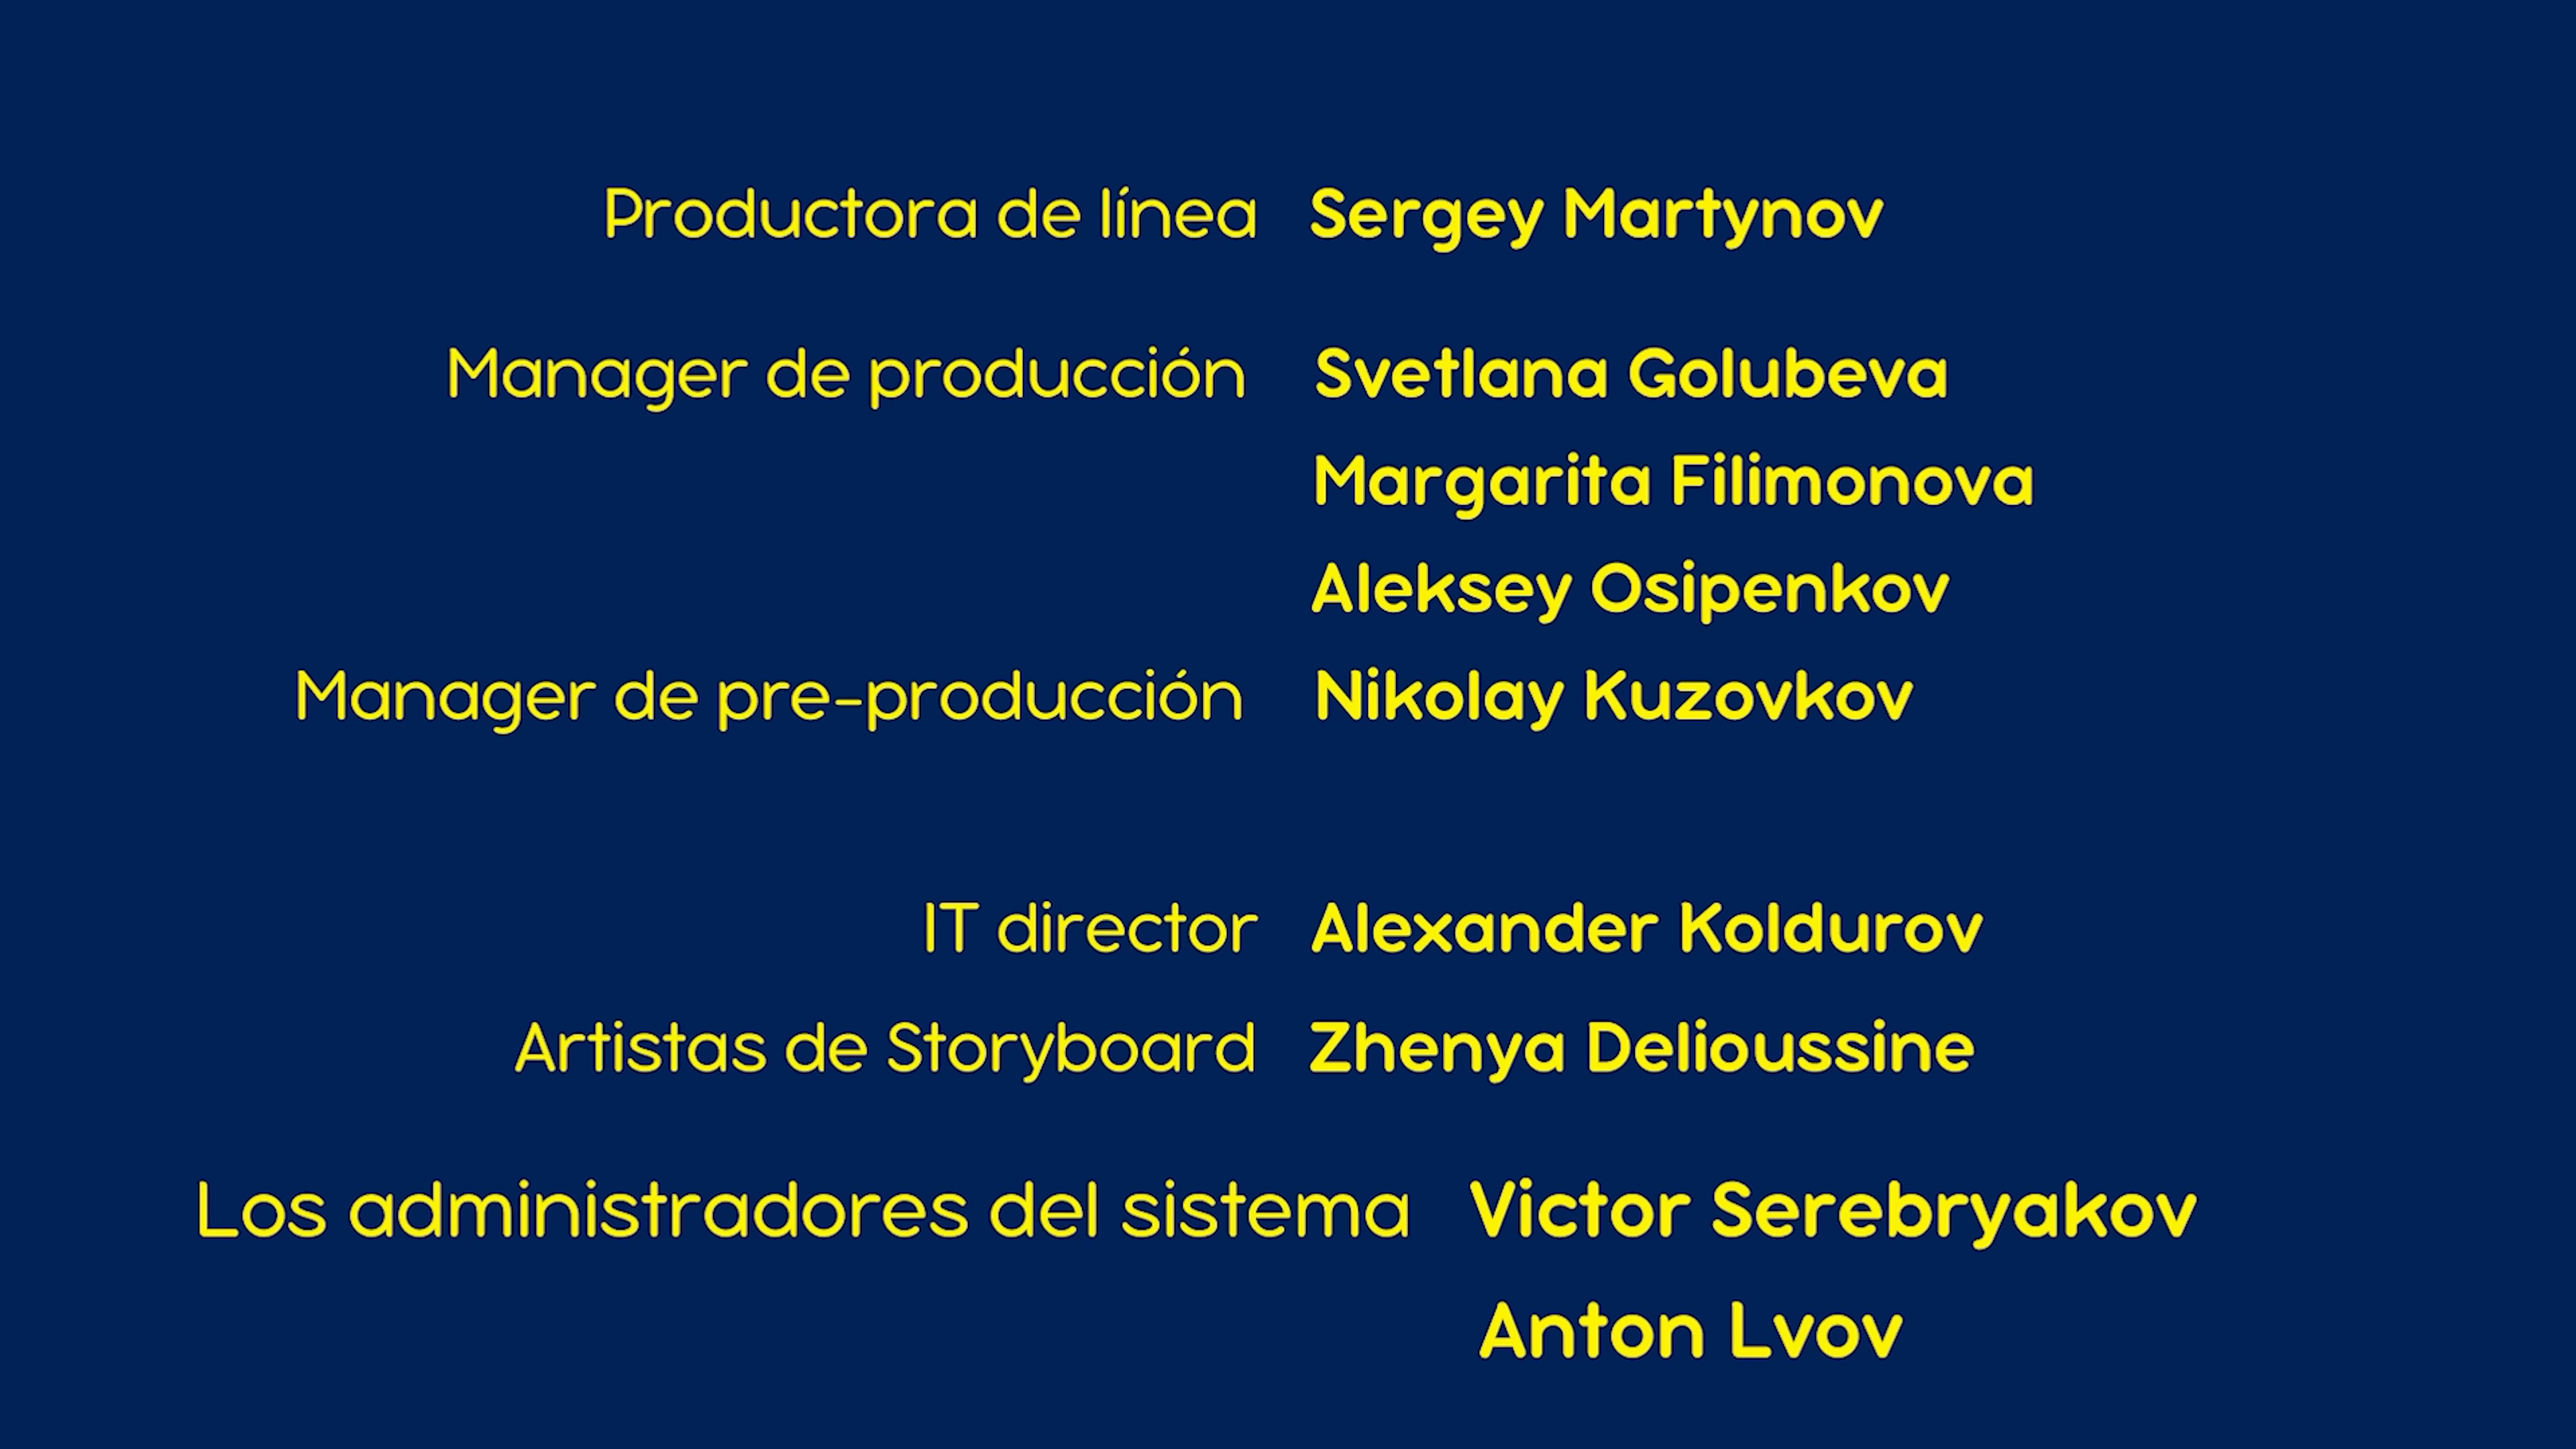 Productora de línea Sergey Martynov
Manager de producción Svetlana Golubeva
Margarita Filimonova
Aleksey Osipenkov
Manager de pre-producción Nikolay Kuzovkov
IT director Alexander Koldurov
Artistas de Storyboard Zhenya Delioussine
Los administradores del sistema Victor Serebryakov
Anton Lvov